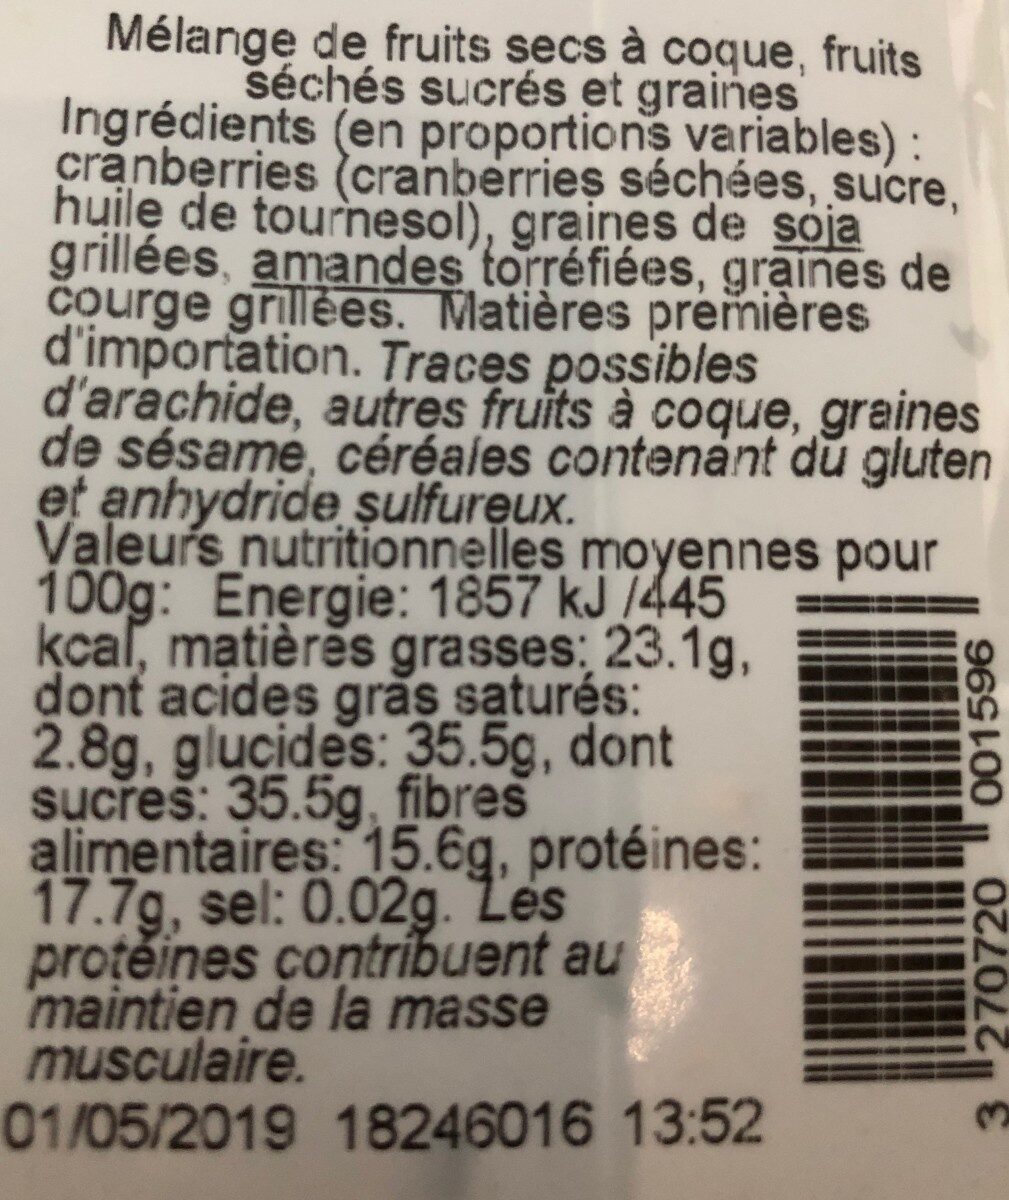 Mélange de fruits secs à coque, fruits
séchés sucrés et graines
Ingrédients (en proportions variables) :
cranberries (cranberries séchées, sucre,
huile de tournesol), graines de soja
grillées, amandes torréfiées, graines de
courge grillées. Matières premières
d'importation. Traces possibles
d'arachide, autres fruits à coque, graines
de sésame, céréales contenant du gluten
et anhydride sulfureux.
Valeurs nutritionnelles moyennes pour
100g: Energie: 1857 kJ /445
kcal, matières grasses: 23.1g,
dont acides gras saturés:
2.8g, glucides: 35.5g, dont
sucres: 35.5g, fibres
alimentaires: 15.6g, protéines:
17.7g, sel: 0.02g. Les
protéines contribuent au
maintien de la masse
musculaire.
01/05/2019 18246016 13:52
3 270720 001596